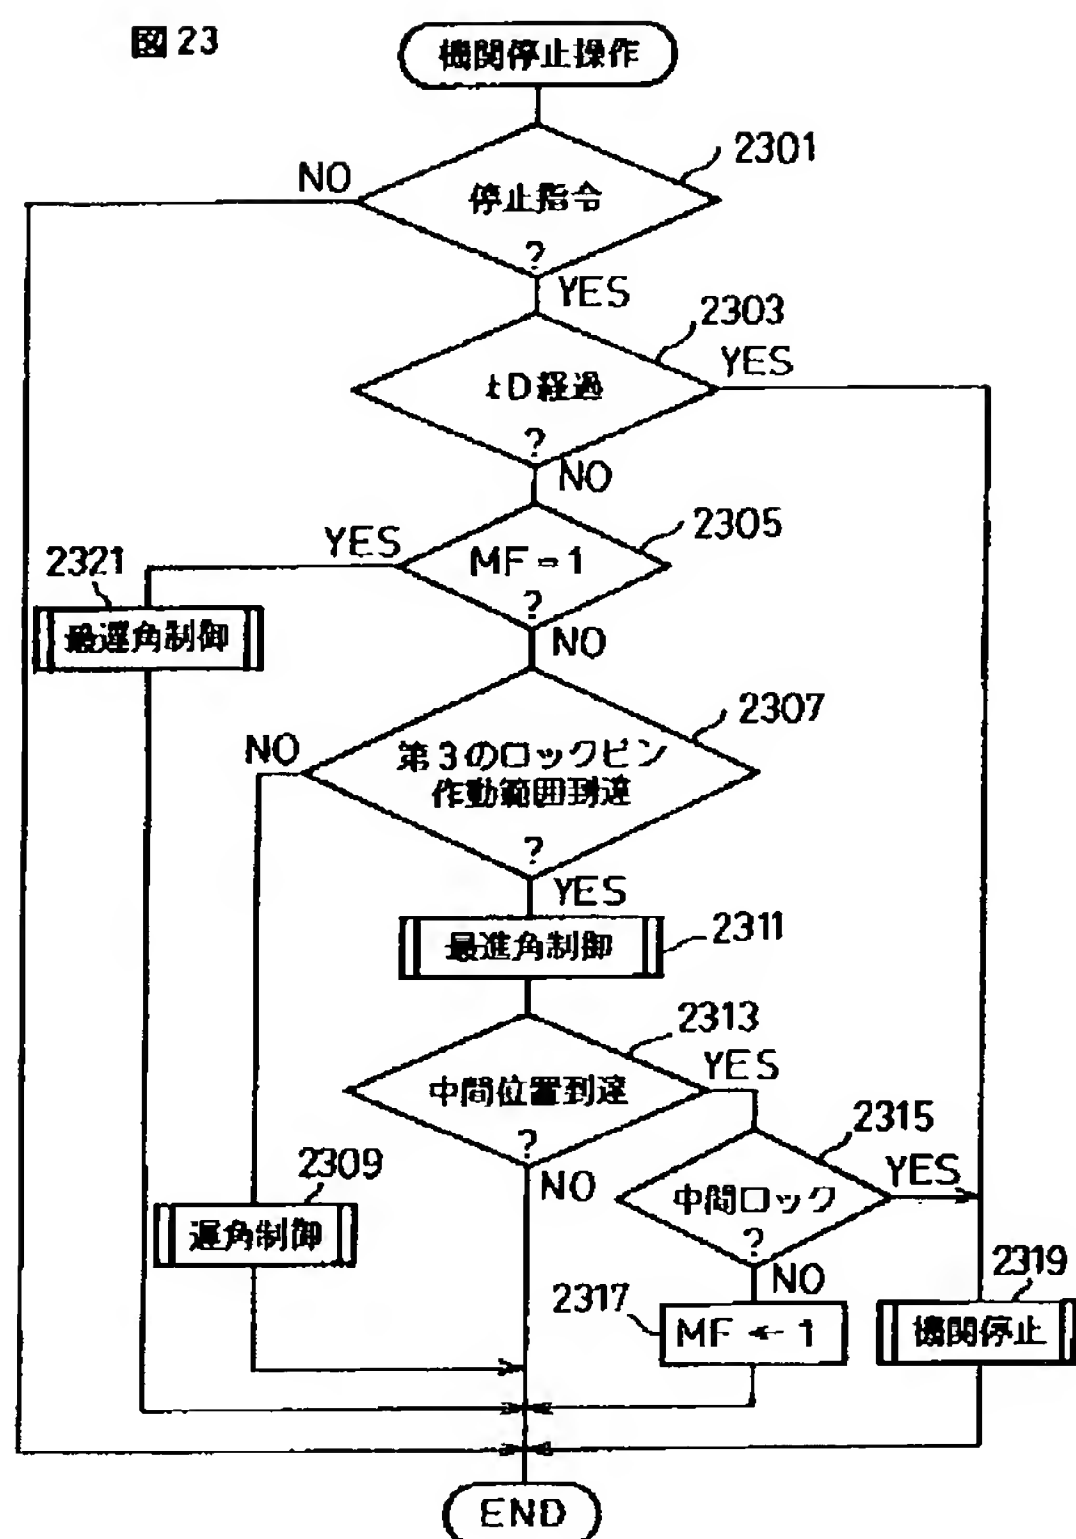 図23
機関停止操作
2301
NO
停止指令
?
YES
2303
YES
tD経過
?
NO
2305
YES
MF=1
?
NO
2321
最遅角制御
2307
NO
第3のロックピン
作動範囲到達
?
YES
最進角制御
2311
2313
YES
中間位置到達
?
NO
2315
YES
中間ロック
?
NO
2309
遅角制御
2317
MF ← 1
2319
機関停止
END